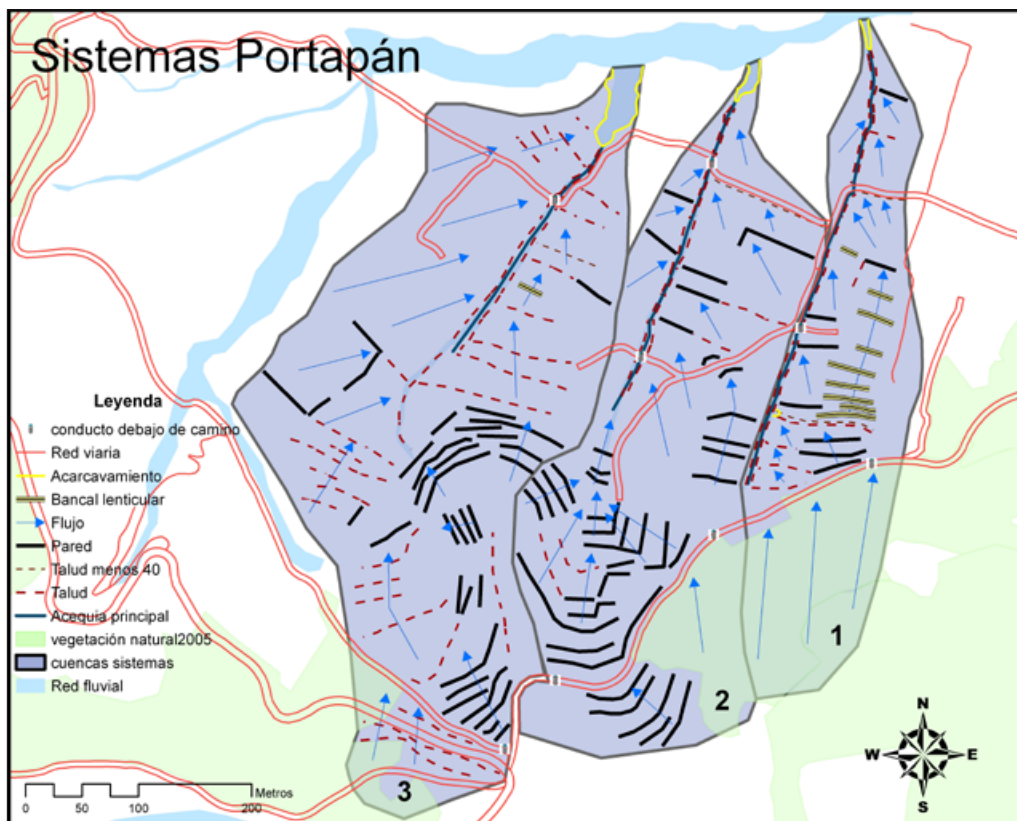 Sistemas Portapán
Leyenda
conducto debajo de camino
Red viaria
Acarcavamiento
Bancal lenticular
Flujo
Pared
Talud menos 40
Talud
Acequia principal
vegetación natural2005
cuencas sistemas
Red fluvial
1
2
3
N
W E
S
Metros
0 50 100 200